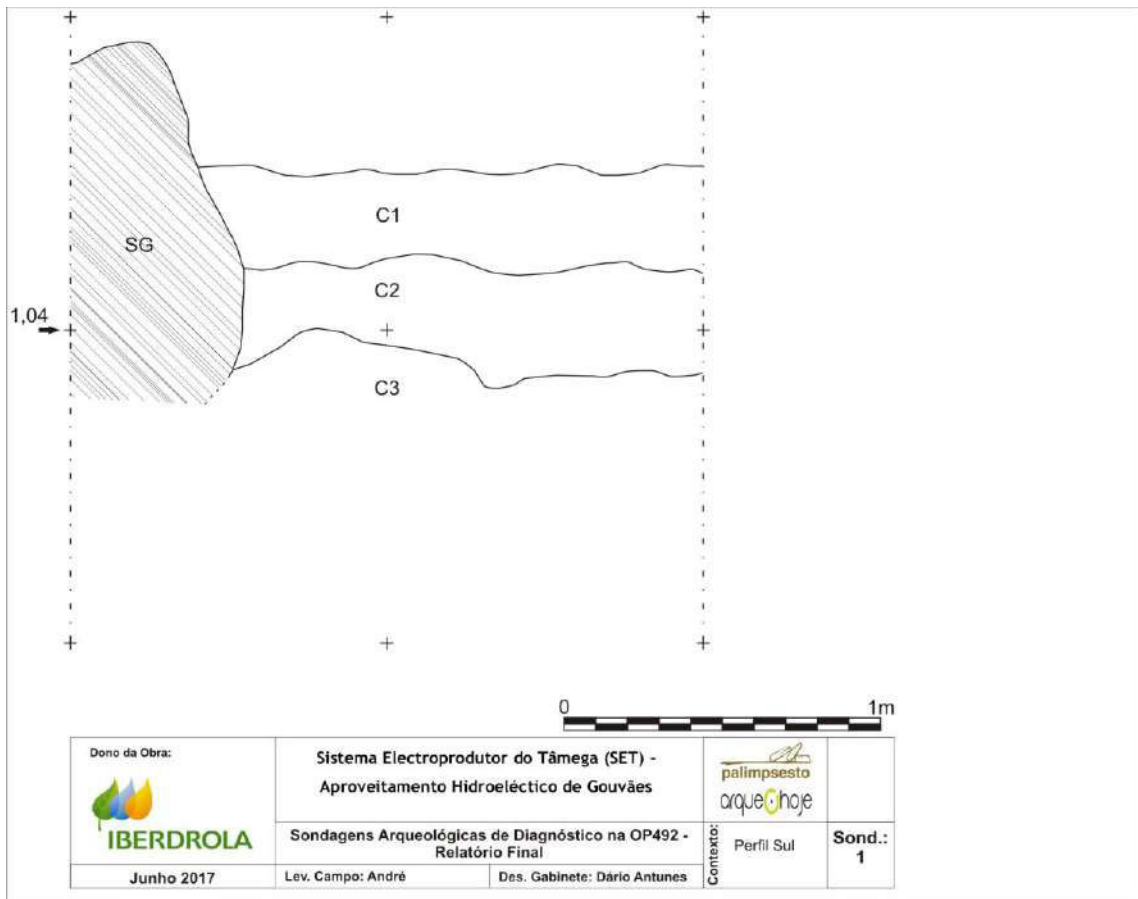 C1
SG
C2
1,04
C3
0 1m
Dono da Obra:
IBERDROLA
Sistema Electroprodutor do Tâmega (SET) -
Aproveitamento Hidroeléctico de Gouvães
palimpsesto
arqueohoje
Sondagens Arqueológicas de Diagnóstico na OP492 -
Relatório Final
Contexto:
Perfil Sul
Sond.:
1
Junho 2017
Lev. Campo: André
Des. Gabinete: Dário Antunes